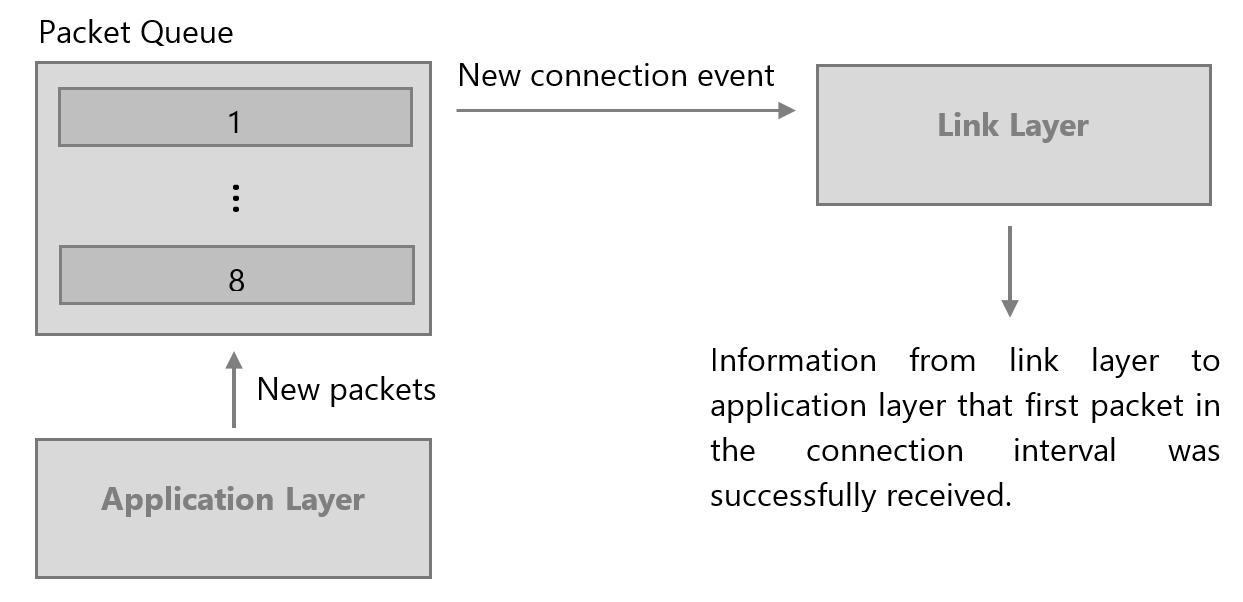 Packet Queue
1
⋮
8
New connection event
Link Layer
New packets
Application Layer
Information from link layer to
application layer that first packet in
the connection interval was
successfully received.